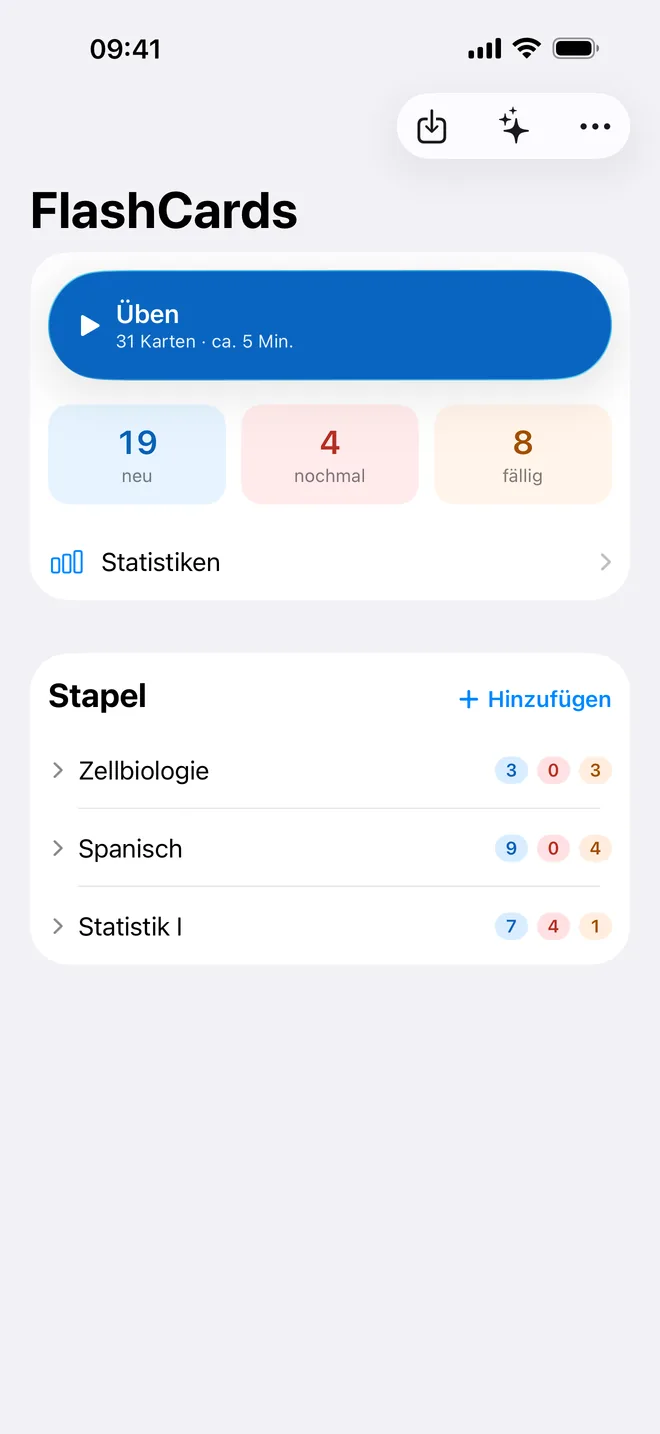 09:41
FlashCards
Üben
31 Karten · ca. 5 Min.
19
neu
4
nochmal
8
fällig
Statistiken
Stapel
+ Hinzufügen
Zellbiologie 3 0 3
Spanisch 9 0 4
Statistik I 7 4 1